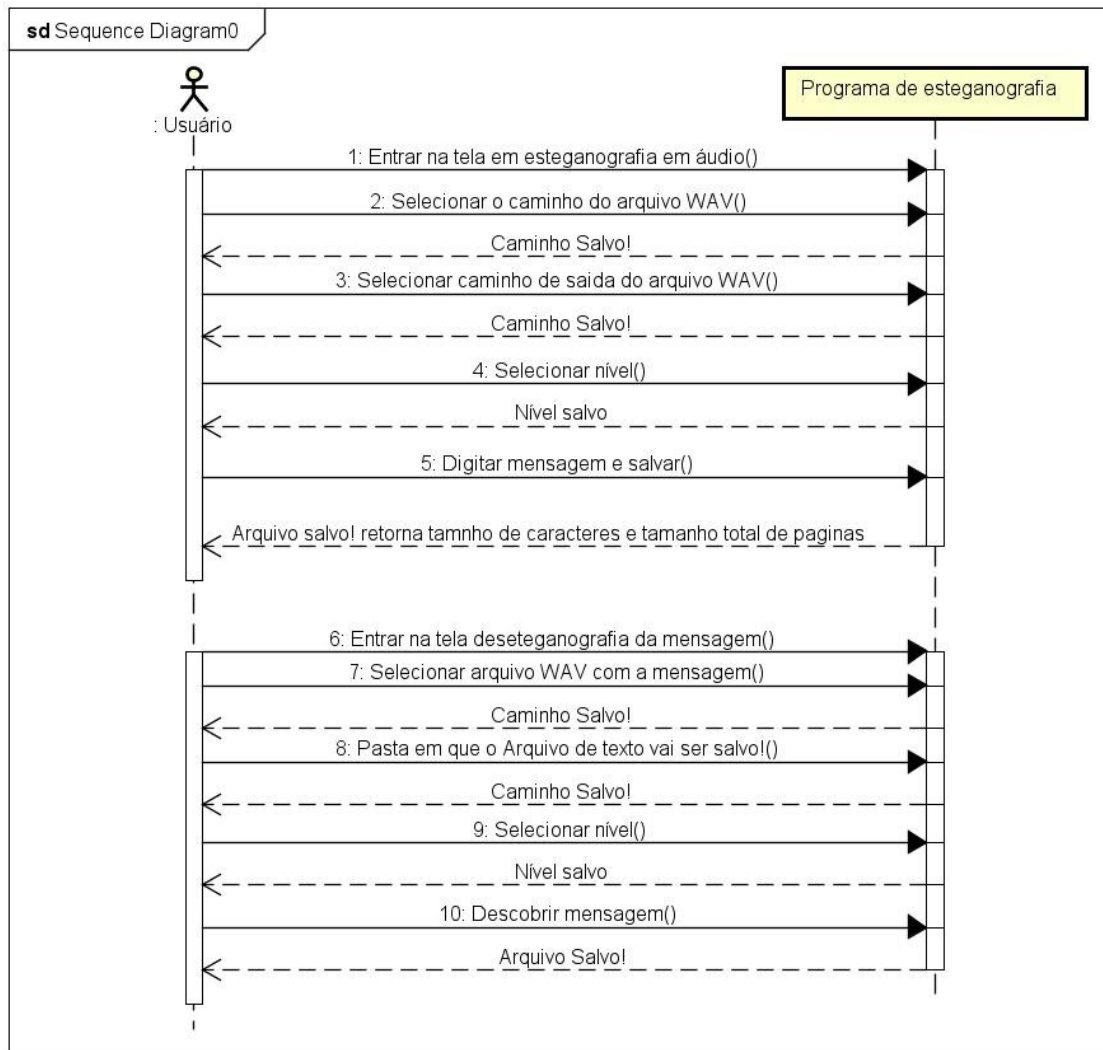 sd Sequence Diagram0
: Usuário
Programa de esteganografia
1: Entrar na tela em esteganografia em áudio()
2: Selecionar o caminho do arquivo WAV()
Caminho Salvo!
3: Selecionar caminho de saida do arquivo WAV()
Caminho Salvo!
4: Selecionar nível()
Nível salvo
5: Digitar mensagem e salvar()
Arquivo salvo! retorna tamnho de caracteres e tamanho total de paginas
6: Entrar na tela deseteganografia da mensagem()
7: Selecionar arquivo WAV com a mensagem()
Caminho Salvo!
8: Pasta em que o Arquivo de texto vai ser salvo!()
Caminho Salvo!
9: Selecionar nível()
Nível salvo
10: Descobrir mensagem()
Arquivo Salvo!